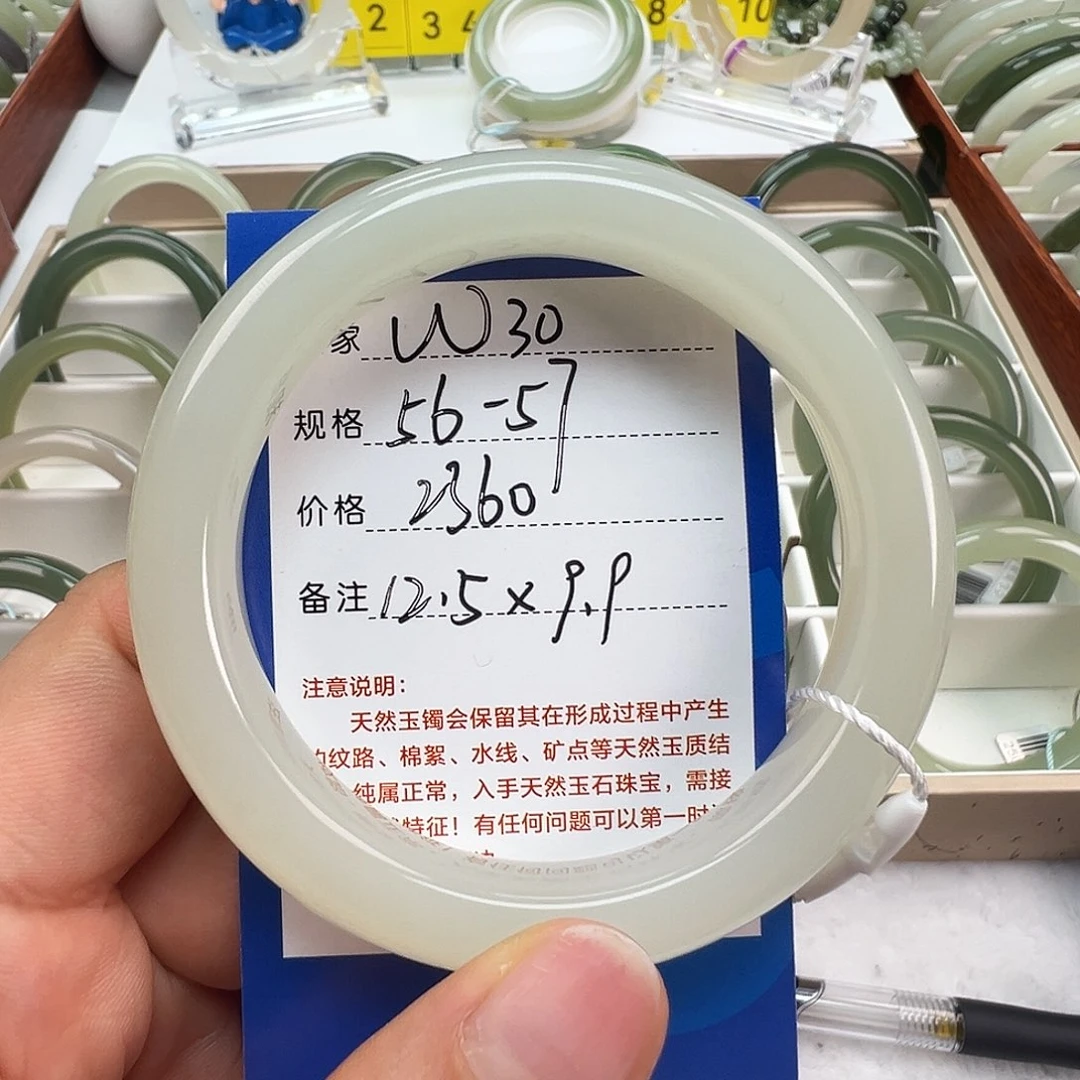 2 3 4 8 10
家 W30
规格 56-57
价格 2360
备注 12.5×9.9
注意说明：
天然玉镯会保留其在形成过程中产生
纹路、棉絮、水线、矿点等天然玉质结
纯属正常，入手天然玉石珠宝，需接
特征！有任何问题可以第一时